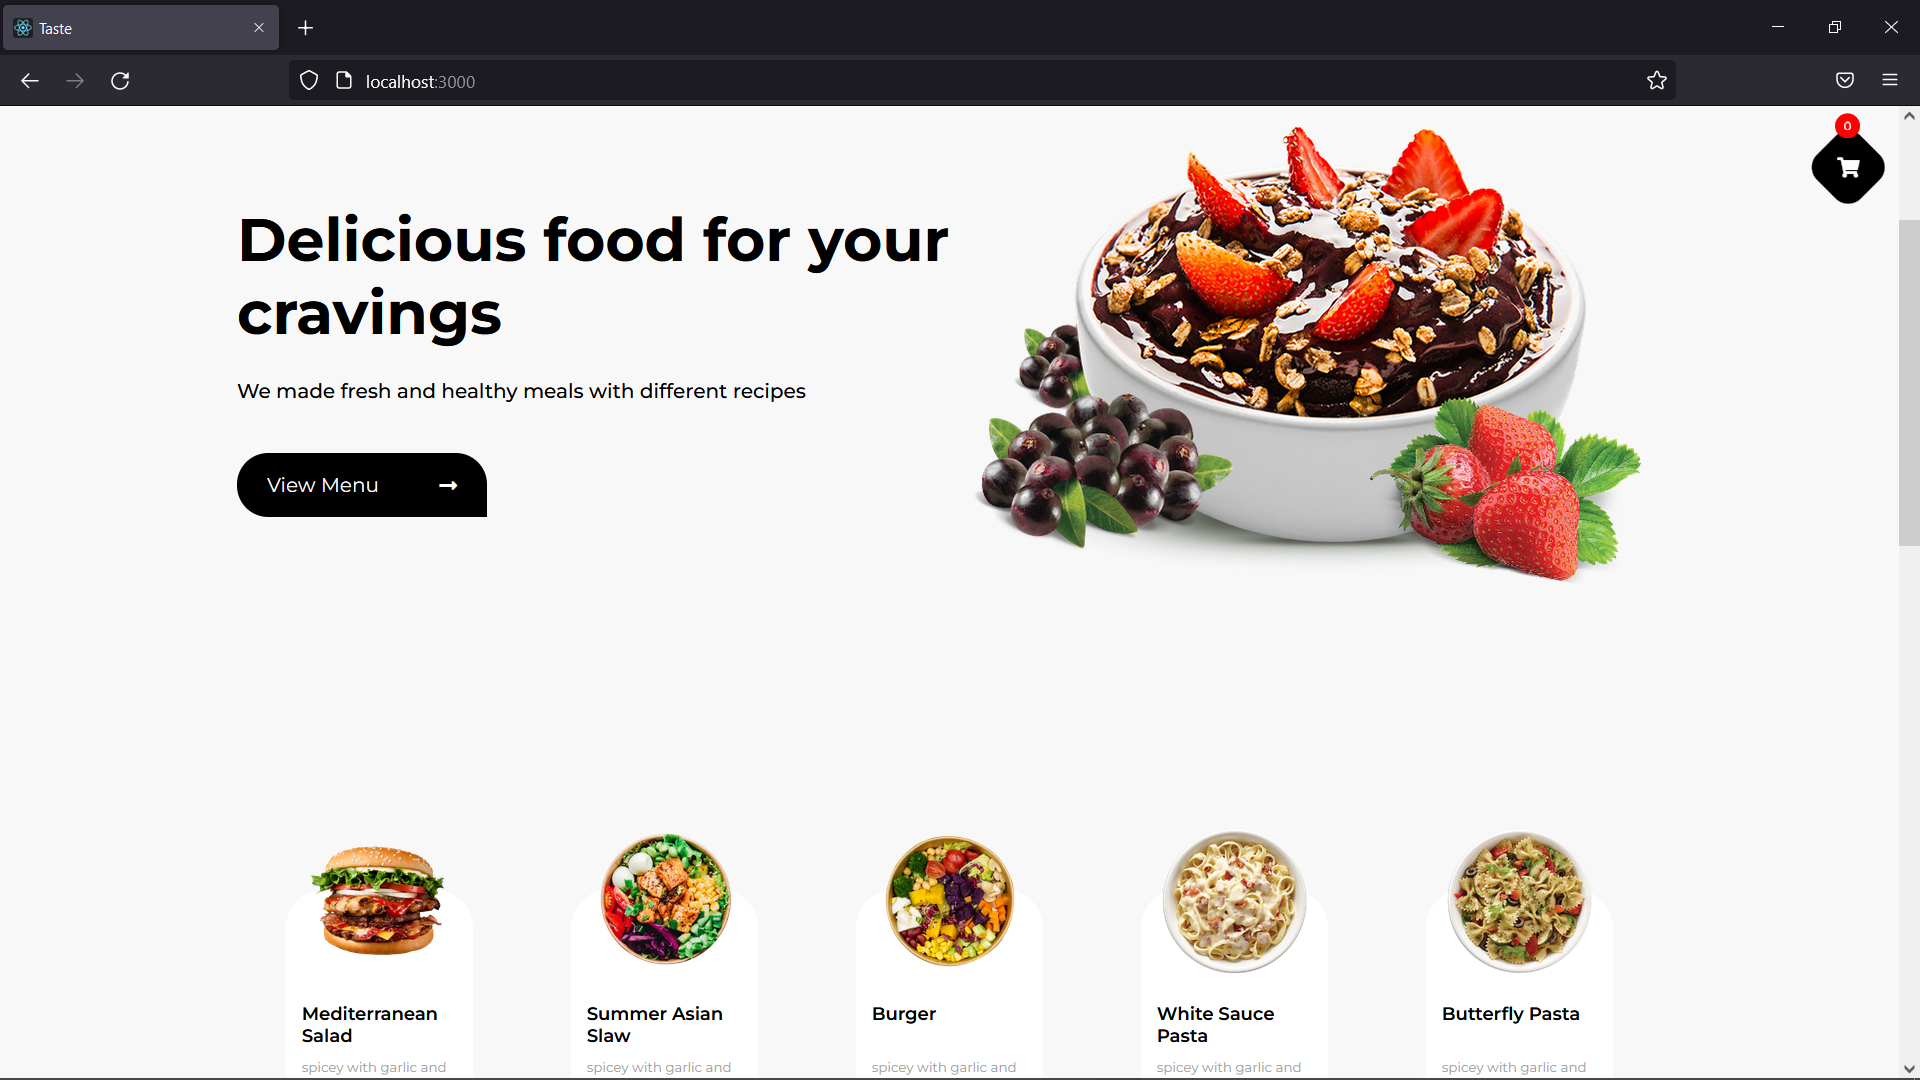 Taste
localhost:3000
0
Delicious food for your
cravings
We made fresh and healthy meals with different recipes
View Menu
Mediterranean
Salad
spicey with garlic and
Summer Asian
Slaw
spicey with garlic and
Burger
spicey with garlic and
White Sauce
Pasta
spicey with garlic and
Butterfly Pasta
spicey with garlic and